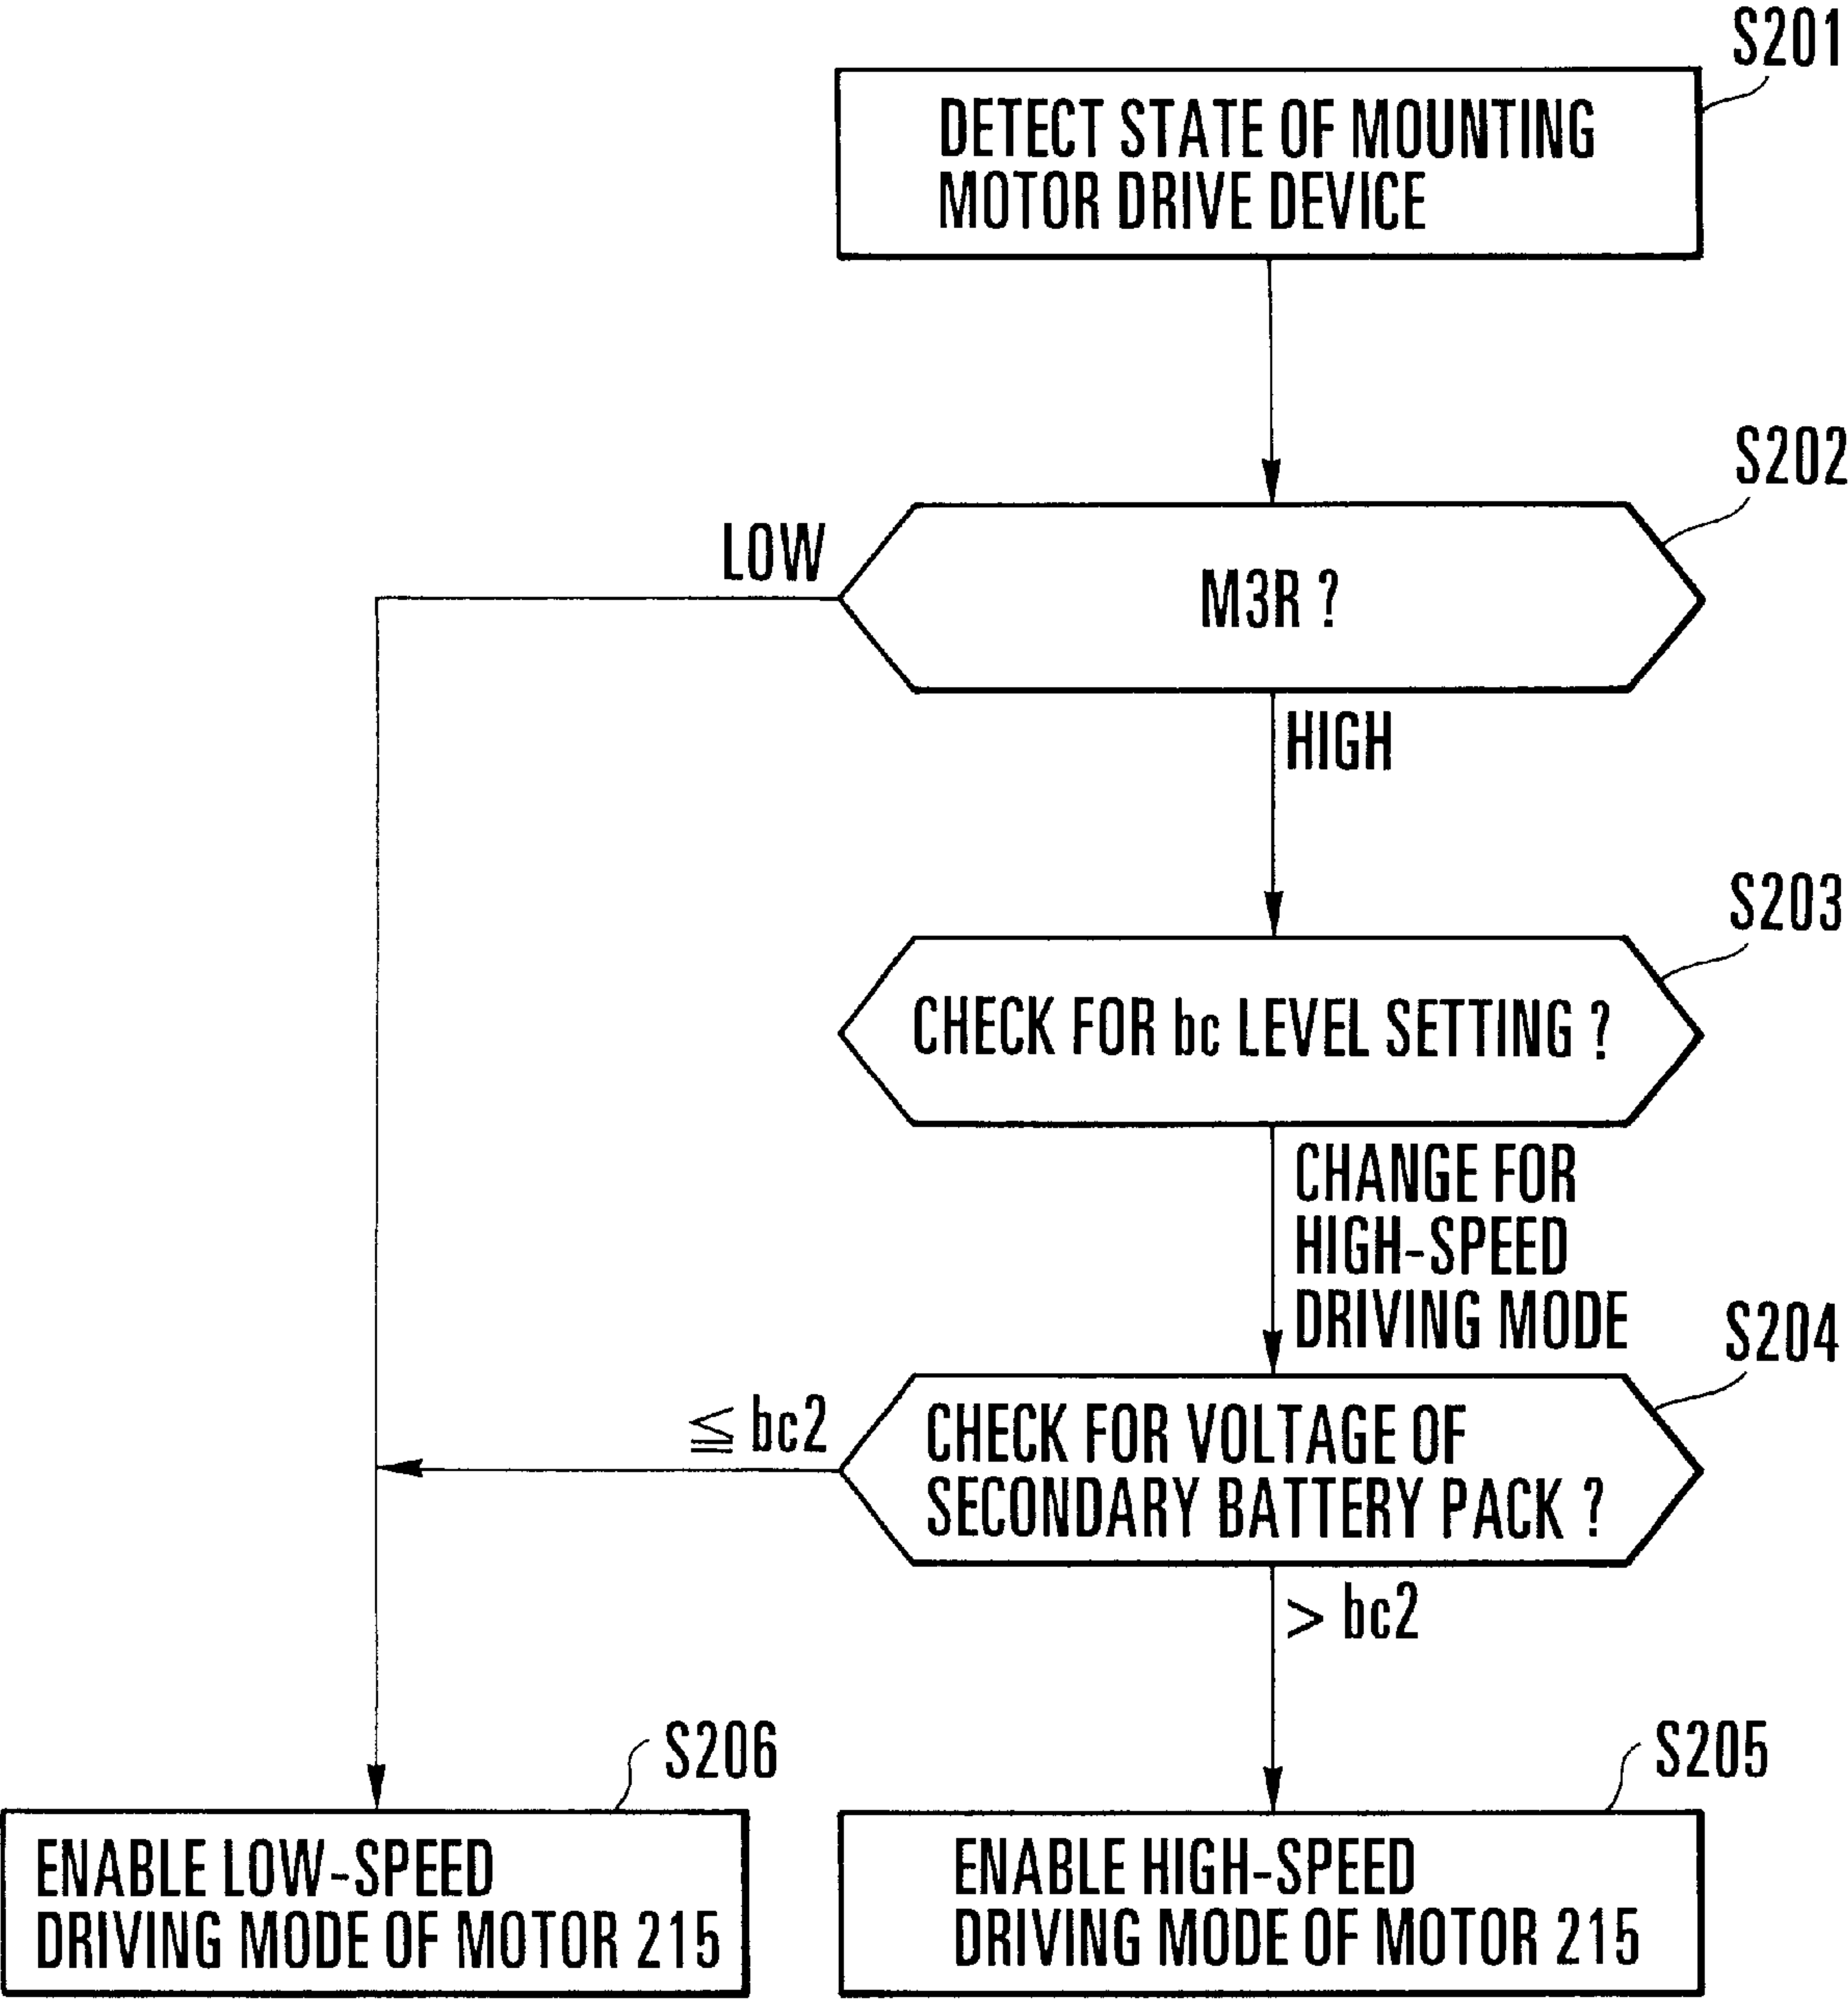 S201
DETECT STATE OF MOUNTING
MOTOR DRIVE DEVICE
S202
LOW
M3R ?
HIGH
S203
CHECK FOR bc LEVEL SETTING ?
CHANGE FOR
HIGH-SPEED
DRIVING MODE
S204
≦ bc2
CHECK FOR VOLTAGE OF
SECONDARY BATTERY PACK ?
> bc2
S206
S205
ENABLE LOW-SPEED
DRIVING MODE OF MOTOR 215
ENABLE HIGH-SPEED
DRIVING MODE OF MOTOR 215